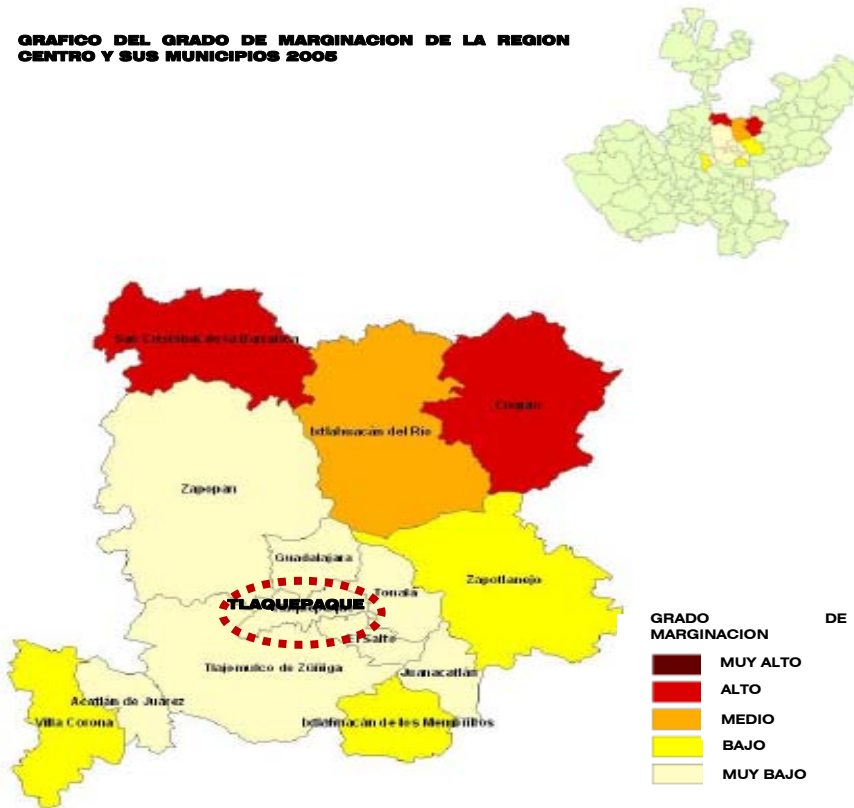 GRAFICO DEL GRADO DE MARGINACION DE LA REGION
CENTRO Y SUS MUNICIPIOS 2005
San Cristobal de la Barranca
Cuquío
Ixtlahuacán del Río
Zapopan
Guadalajara
Zapotlanejo
Tonala
TLAQUEPAQUE
El Salto
Tlajomulco de Zúñiga
Juanacatlán
Acatlán de Juárez
Villa Corona
Ixtlahuacán de los Membrillos
GRADO DE
MARGINACION
MUY ALTO
ALTO
MEDIO
BAJO
MUY BAJO